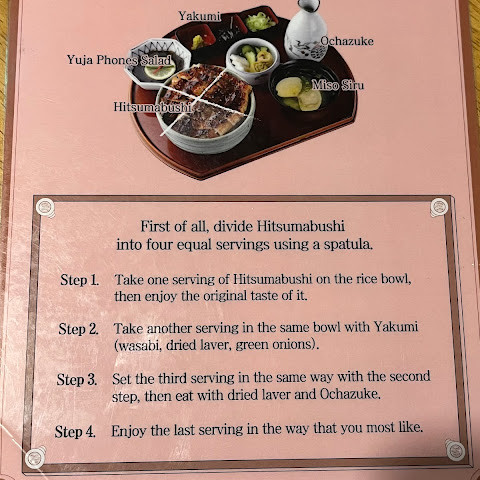 Yakumi
Ochazuke
Yuja Phones Salad
Miso Siru
Hitsumabushi
First of all, divide Hitsumabushi
into four equal servings using a spatula.
Step 1. Take one serving of Hitsumabushi on the rice bowl,
then enjoy the original taste of it.
Step 2. Take another serving in the same bowl with Yakumi
(wasabi, dried laver, green onions).
Step 3. Set the third serving in the same way with the second
step, then eat with dried laver and Ochazuke.
Step 4. Enjoy the last serving in the way that you most like.